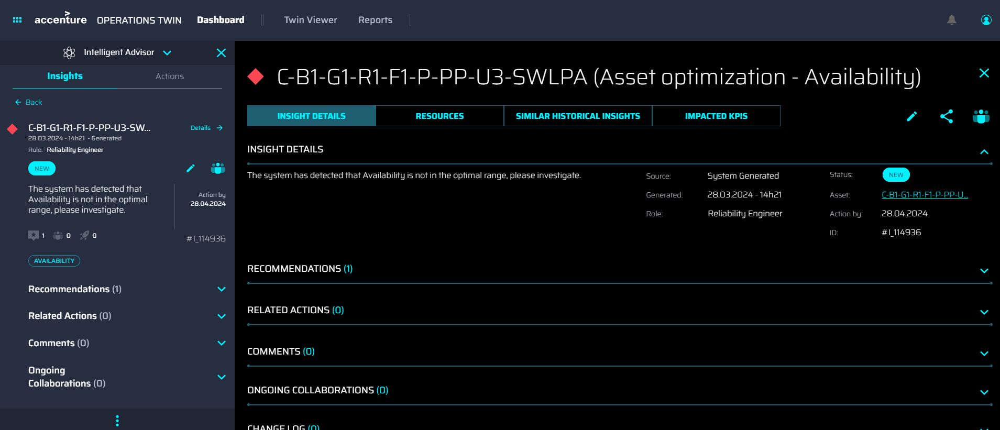 accenture OPERATIONS TWIN Dashboard Twin Viewer Reports
Intelligent Advisor
Insights Actions
Back
C-B1-G1-R1-F1-P-PP-U3-SW... Details
28.03.2024 - 14h21 - Generated
Role: Reliability Engineer
NEW
The system has detected that
Availability is not in the optimal
range, please investigate.
Action by
28.04.2024
1 0 0
#I_114936
AVAILABILITY
Recommendations (1)
Related Actions (0)
Comments (0)
Ongoing
Collaborations (0)
C-B1-G1-R1-F1-P-PP-U3-SWLPA (Asset optimization - Availability)
INSIGHT DETAILS RESOURCES SIMILAR HISTORICAL INSIGHTS IMPACTED KPIS
INSIGHT DETAILS
The system has detected that Availability is not in the optimal range, please investigate.
Source: System Generated
Generated: 28.03.2024 - 14h21
Role: Reliability Engineer
Status: NEW
Asset: C-B1-G1-R1-F1-P-PP-U...
Action by: 28.04.2024
ID: #I_114936
RECOMMENDATIONS (1)
RELATED ACTIONS (0)
COMMENTS (0)
ONGOING COLLABORATIONS (0)
CHANGE LOG (0)